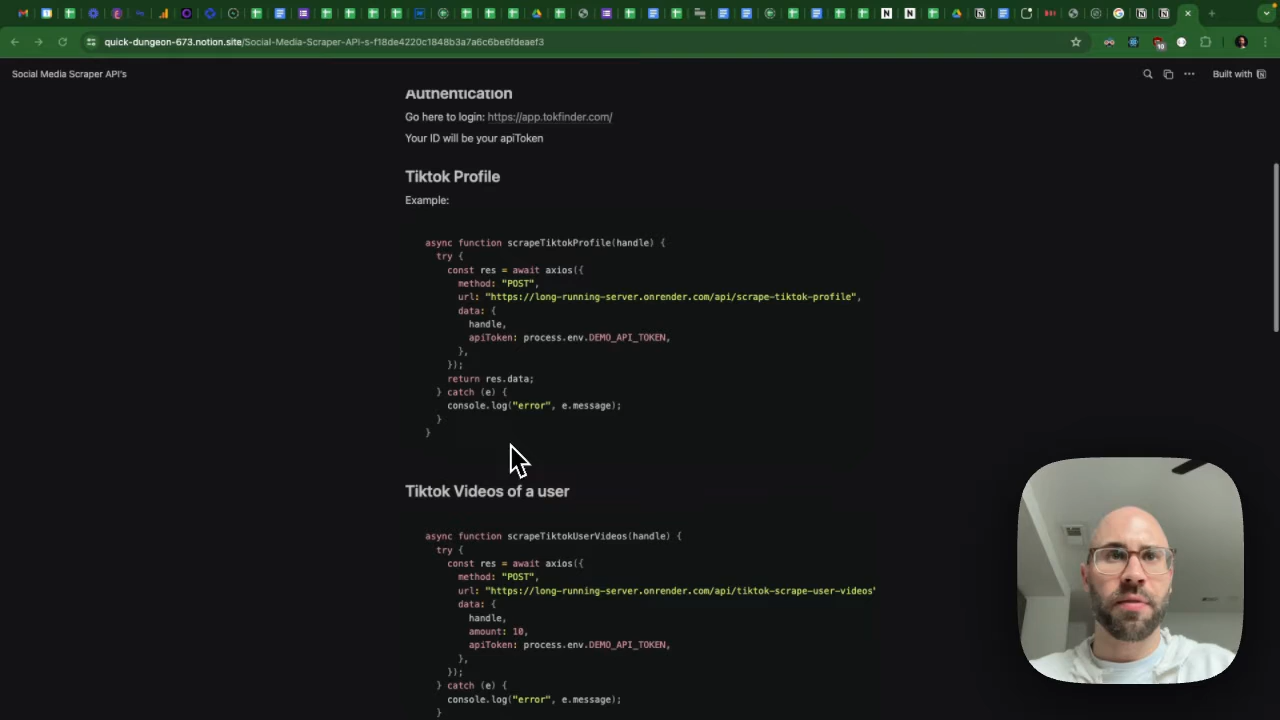 quick-dungeon-673.notion.site/Social-Media-Scraper-API-s-f18de4220c1848b3a7a6c6be6fdeaef3
10
Social Media Scraper API's
Built with
Authentication
Go here to login: https://app.tokfinder.com/
Your ID will be your apiToken
Tiktok Profile
Example:
async function scrapeTiktokProfile(handle) {
try {
const res = await axios({
method: "POST",
url: "https://long-running-server.onrender.com/api/scrape-tiktok-profile",
data: {
handle,
apiToken: process.env.DEMO_API_TOKEN,
},
});
return res.data;
} catch (e) {
console.log("error", e.message);
}
}
Tiktok Videos of a user
async function scrapeTiktokUserVideos(handle) {
try {
const res = await axios({
method: "POST",
url: "https://long-running-server.onrender.com/api/tiktok-scrape-user-videos"
data: {
handle,
amount: 10,
apiToken: process.env.DEMO_API_TOKEN,
},
});
} catch (e) {
console.log("error", e.message);
}